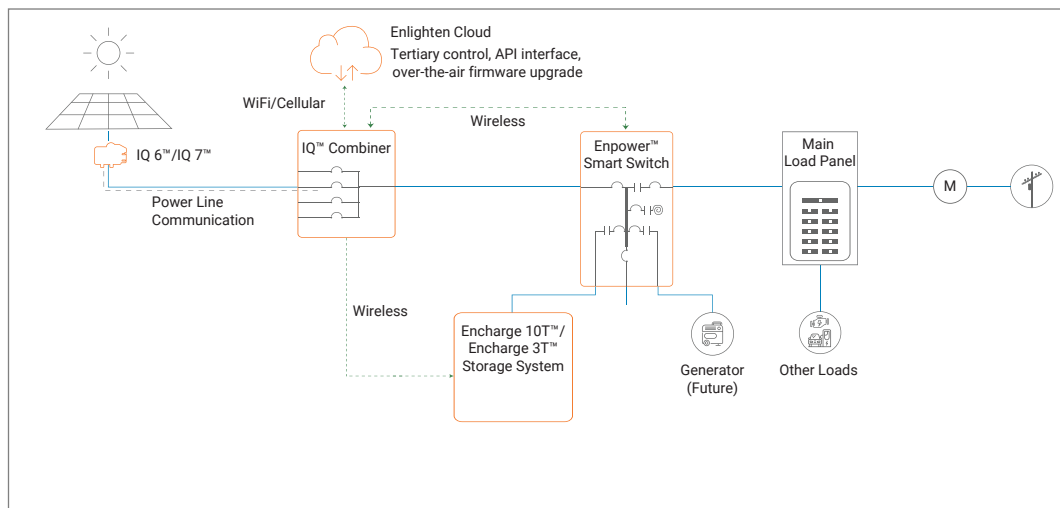 Enlighten Cloud
Tertiary control, API interface,
over-the-air firmware upgrade
WiFi/Cellular
Wireless
IQ 6™/IQ 7™
IQ™ Combiner
Enpower™
Smart Switch
Main
Load Panel
M
Power Line
Communication
Wireless
Encharge 10T™/
Encharge 3T™
Storage System
Generator
(Future)
Other Loads